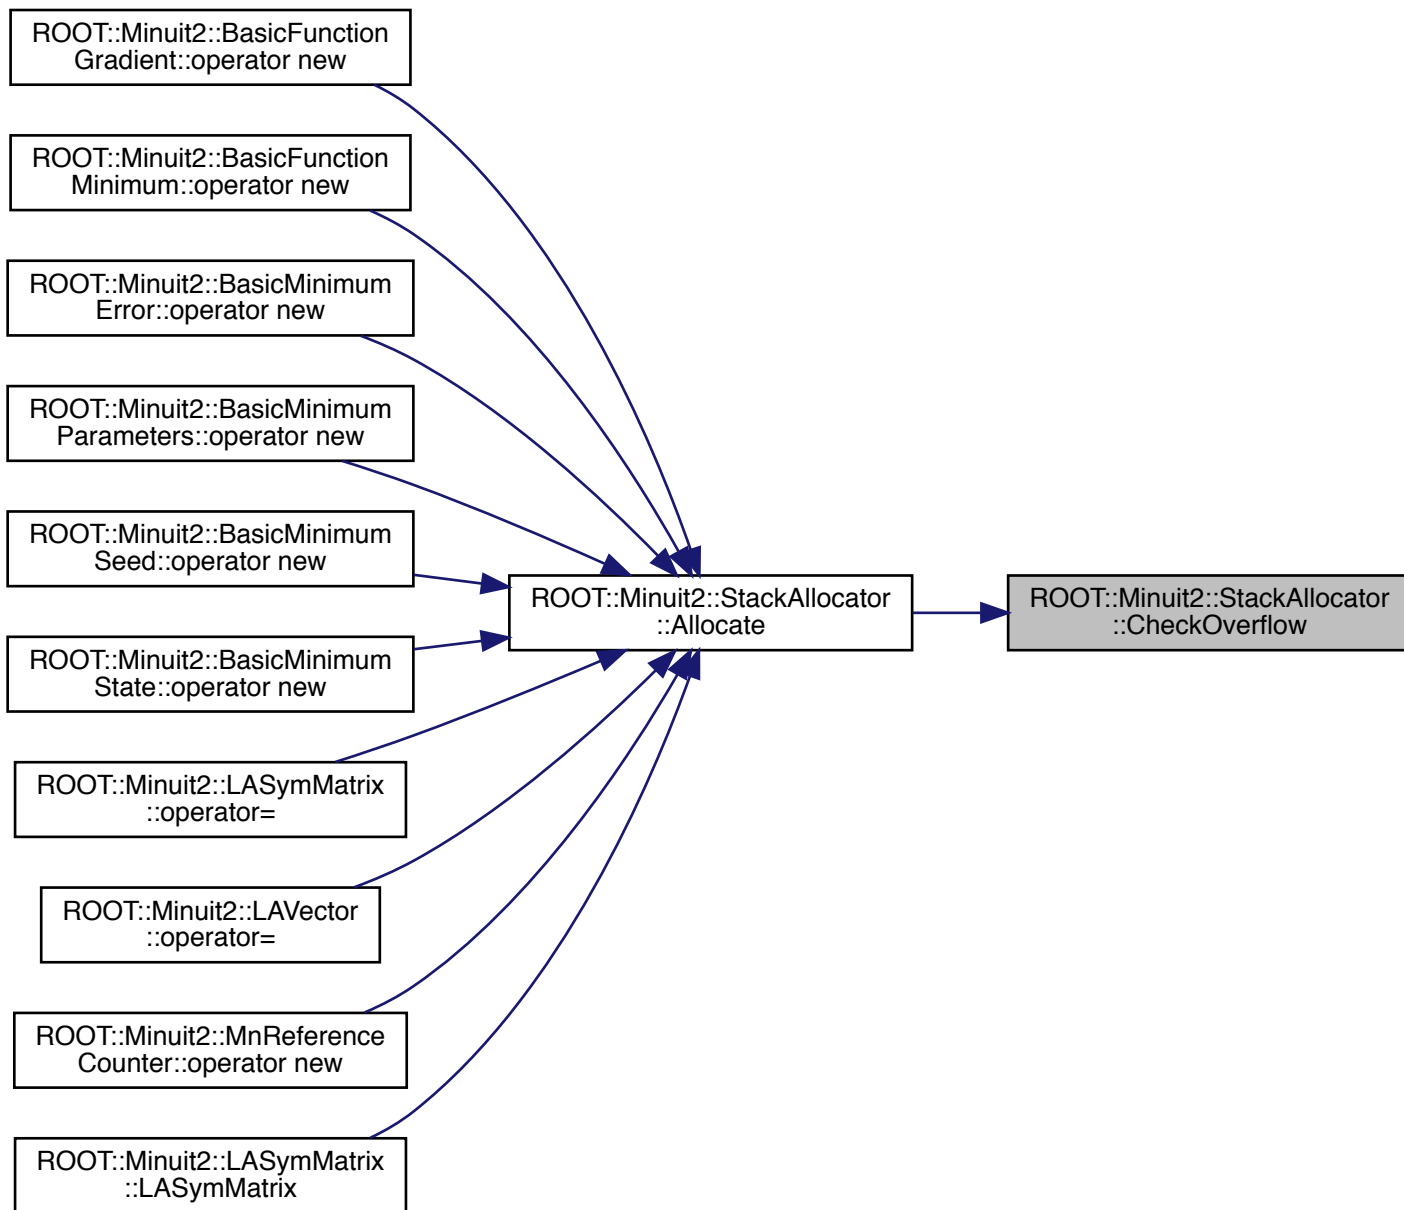 ROOT::Minuit2::BasicFunction
Gradient::operator new
ROOT::Minuit2::BasicFunction
Minimum::operator new
ROOT::Minuit2::BasicMinimum
Error::operator new
ROOT::Minuit2::BasicMinimum
Parameters::operator new
ROOT::Minuit2::BasicMinimum
Seed::operator new
ROOT::Minuit2::BasicMinimum
State::operator new
ROOT::Minuit2::LASymMatrix
::operator=
ROOT::Minuit2::LAVector
::operator=
ROOT::Minuit2::MnReference
Counter::operator new
ROOT::Minuit2::LASymMatrix
::LASymMatrix
ROOT::Minuit2::StackAllocator
::Allocate
ROOT::Minuit2::StackAllocator
::CheckOverflow